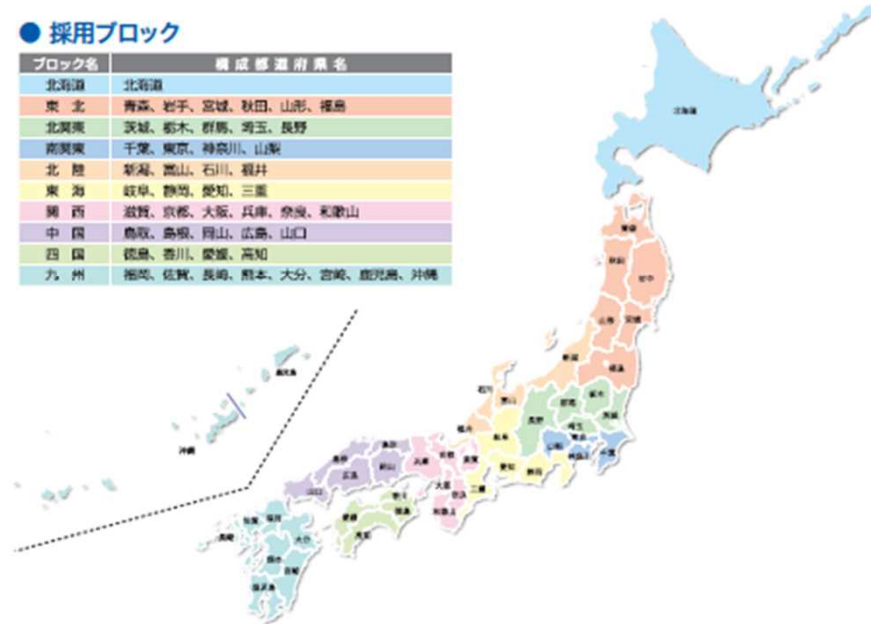 ● 採用ブロック
ブロック名 構成都道府県名
北海道 北海道
東北 青森、岩手、宮城、秋田、山形、福島
北関東 茨城、栃木、群馬、埼玉、長野
南関東 千葉、東京、神奈川、山梨
北陸 新潟、富山、石川、福井
東海 岐阜、静岡、愛知、三重
関西 滋賀、京都、大阪、兵庫、奈良、和歌山
中国 鳥取、島根、岡山、広島、山口
四国 徳島、香川、愛媛、高知
九州 福岡、佐賀、長崎、熊本、大分、宮崎、鹿児島、沖縄
北海道
青森
秋田
岩手
山形
宮城
新潟
福島
石川
富山
栃木
群馬
茨城
長野
埼玉
福井
岐阜
山梨
千葉
鹿児島
沖縄
鳥取
島根
兵庫
京都
滋賀
愛知
静岡
岡山
広島
大阪
奈良
三重
山口
香川
和歌山
愛媛
徳島
高知
佐賀
福岡
長崎
大分
熊本
宮崎
鹿児島